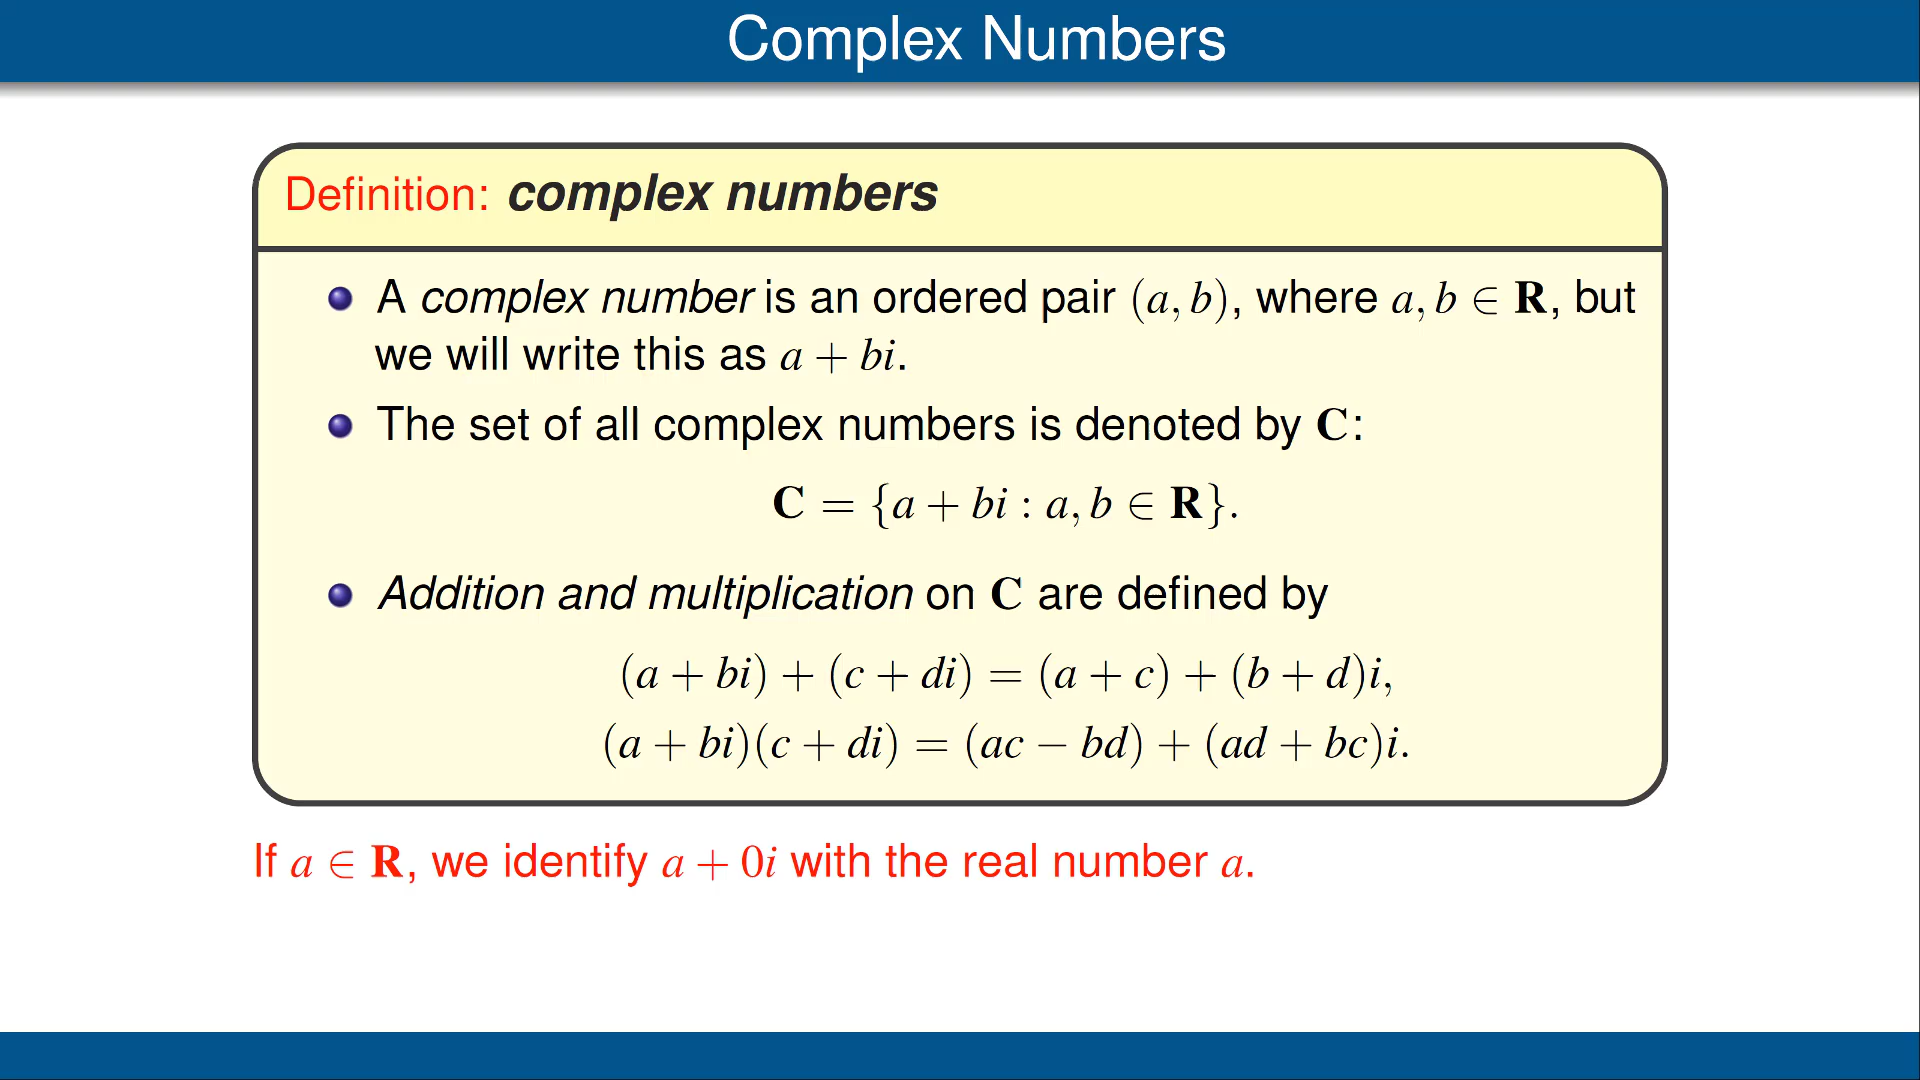 Complex Numbers
Definition: complex numbers
A complex number is an ordered pair (a, b), where a, b ∈ R, but
we will write this as a + bi.
The set of all complex numbers is denoted by C:
C = {a + bi : a, b ∈ R}.
Addition and multiplication on C are defined by
(a + bi) + (c + di) = (a + c) + (b + d)i,
(a + bi)(c + di) = (ac − bd) + (ad + bc)i.
If a ∈ R, we identify a + 0i with the real number a.